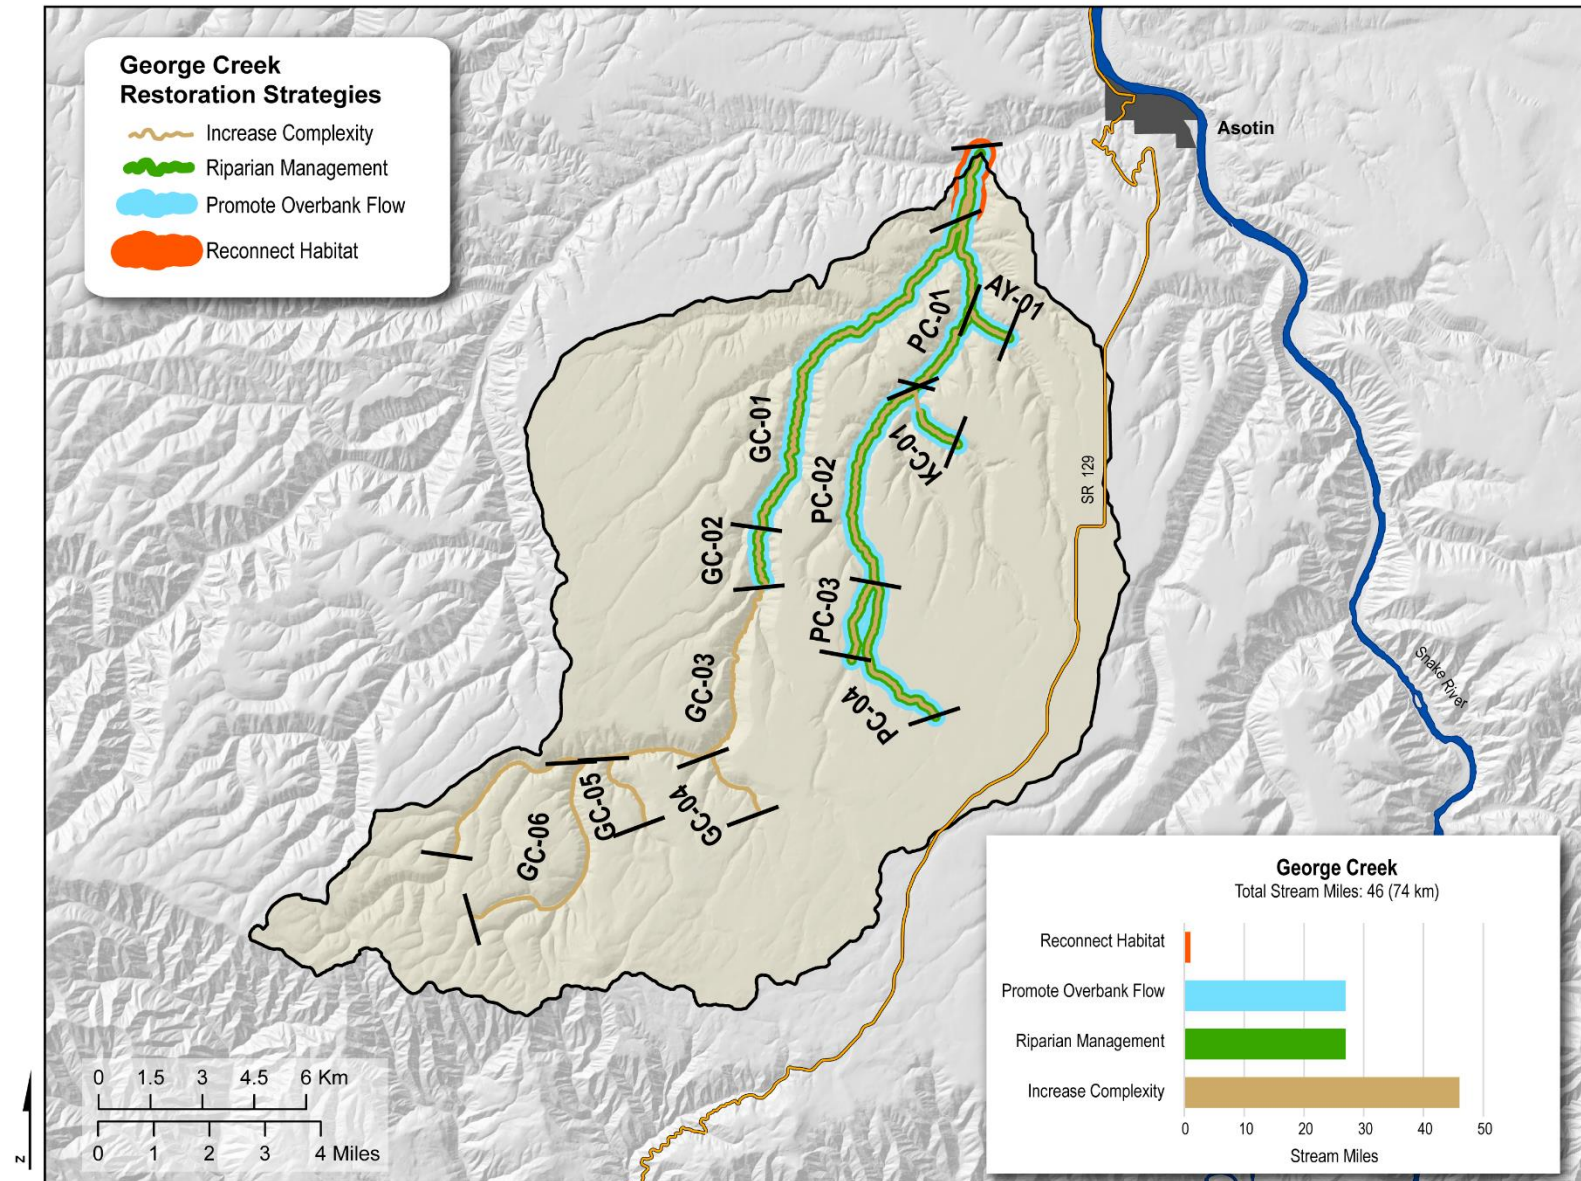 George Creek
Restoration Strategies
Increase Complexity
Riparian Management
Promote Overbank Flow
Reconnect Habitat
Asotin
AY-01
PC-01
GC-01
KC-01
PC-02
SR 129
GC-02
PC-03
Snake River
GC-03
PC-04
GC-05
GC-04
GC-06
George Creek
Total Stream Miles: 46 (74 km)
Reconnect Habitat
Promote Overbank Flow
Riparian Management
Increase Complexity
0 10 20 30 40 50
Stream Miles
0 1.5 3 4.5 6 Km
0 1 2 3 4 Miles
z